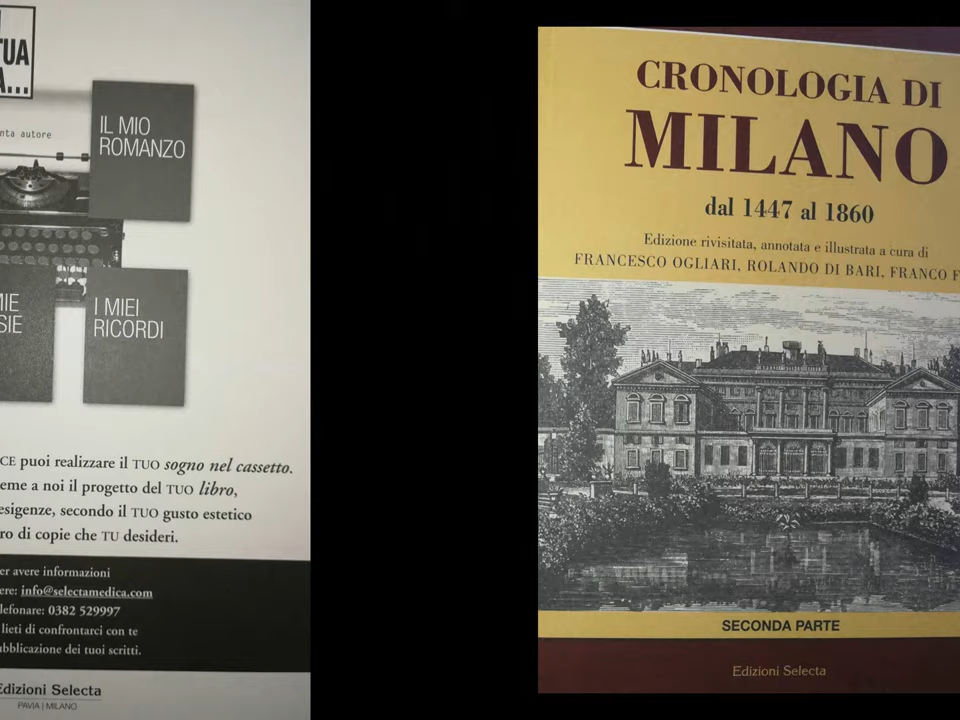 TUA
A...
nta autore
IL MIO
ROMANZO
MIE
SIE
I MIEI
RICORDI
CE puoi realizzare il TUO sogno nel cassetto.
eme a noi il progetto del TUO libro,
esigenze, secondo il TUO gusto estetico
ro di copie che TU desideri.
er avere informazioni
ere: info@selectamedica.com
lefonare: 0382 529997
lieti di confrontarci con te
ubblicazione dei tuoi scritti.
Edizioni Selecta
PAVIA | MILANO
CRONOLOGIA DI
MILANO
dal 1447 al 1860
Edizione rivisitata, annotata e illustrata a cura di
FRANCESCO OGLIARI, ROLANDO DI BARI, FRANCO F
SECONDA PARTE
Edizioni Selecta